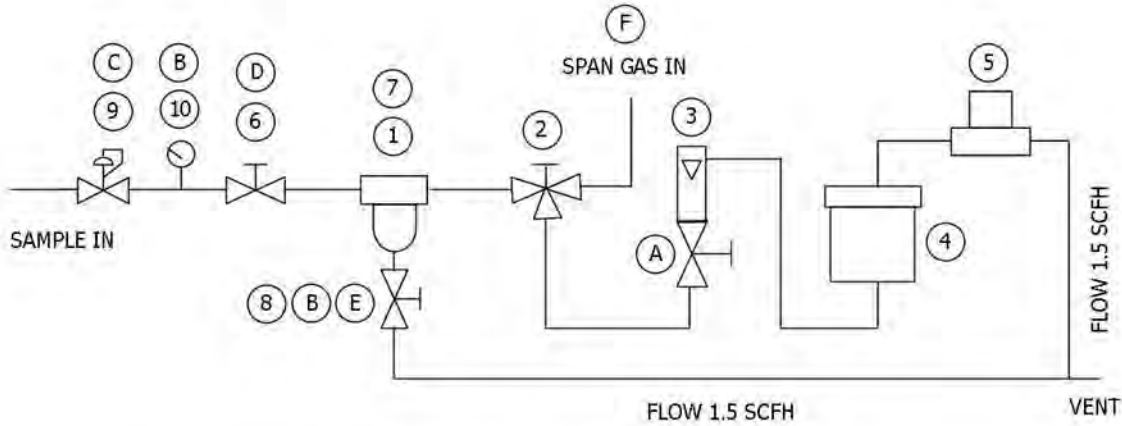 F
C
B
D
SPAN GAS IN
5
7
9
10
6
1
2
3
SAMPLE IN
A
4
8
B
E
FLOW 1.5 SCFH
FLOW 1.5 SCFH
VENT